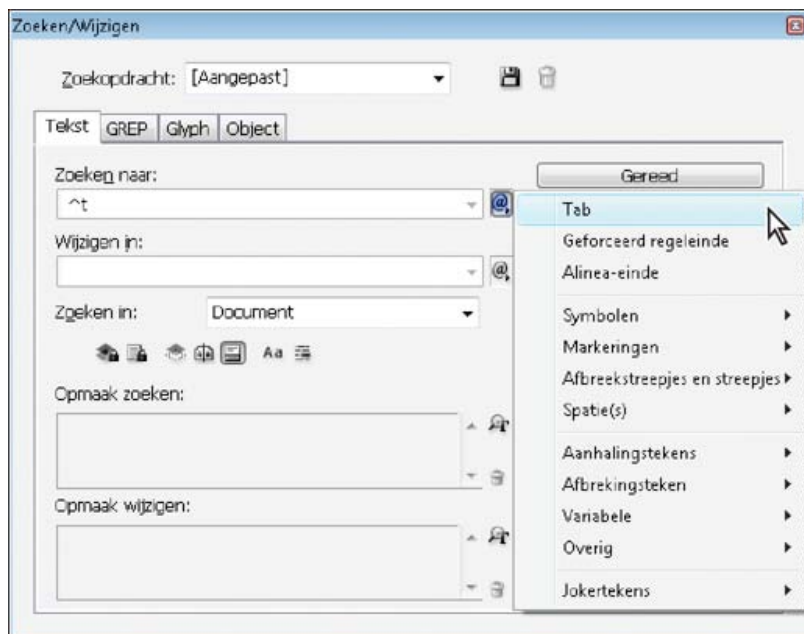 Zoeken/Wijzigen
Zoekopdracht: [Aangepast]
Tekst GREP Glyph Object
Zoeken naar:
Gereed
^t
@
Tab
Wijzigen in:
Geforceerd regeleinde
@
Alinea-einde
Zoeken in: Document
Symbolen
Aa
Markeringen
Afbreekstreepjes en streepjes
Opmaak zoeken:
Spatie(s)
Aanhalingstekens
Afbrekingsteken
Opmaak wijzigen:
Variabele
Overig
Jokertekens